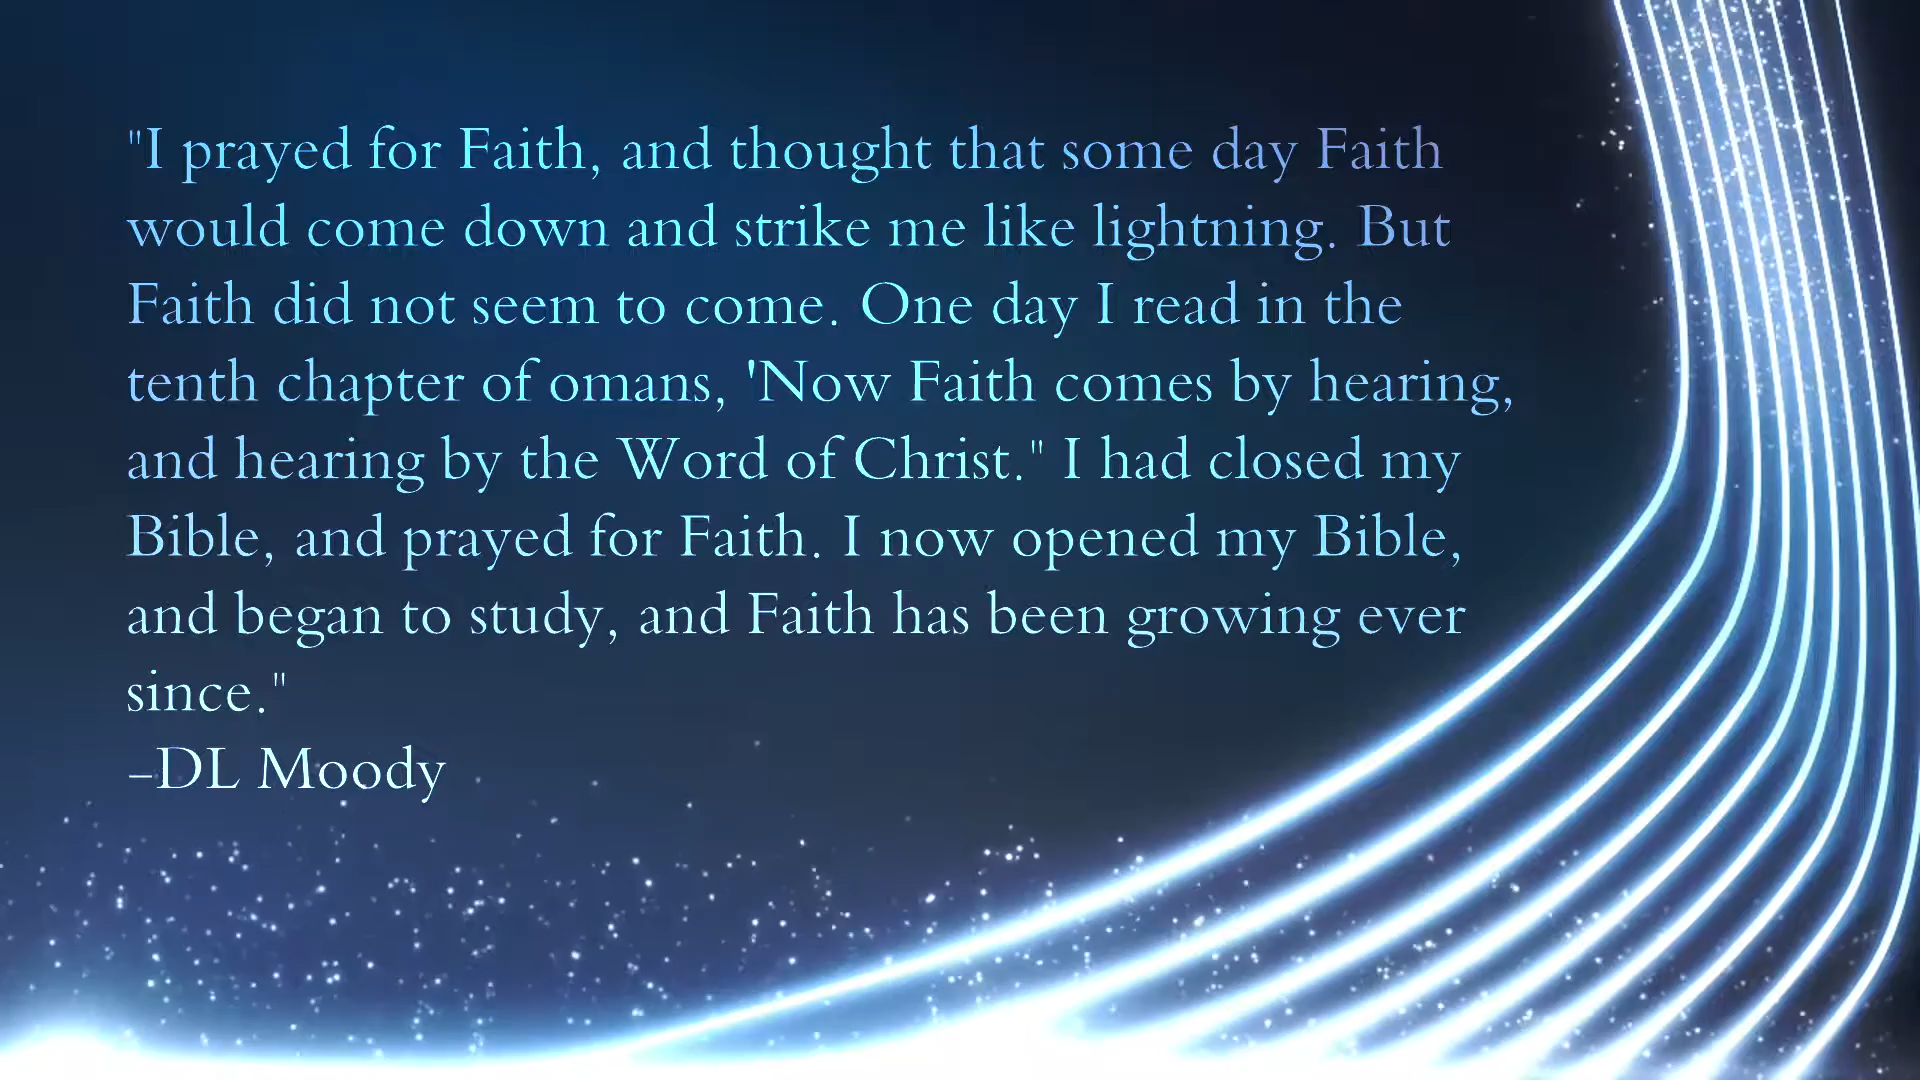 "I prayed for Faith, and thought that some day Faith
would come down and strike me like lightning. But
Faith did not seem to come. One day I read in the
tenth chapter of omans, 'Now Faith comes by hearing,
and hearing by the Word of Christ." I had closed my
Bible, and prayed for Faith. I now opened my Bible,
and began to study, and Faith has been growing ever
since."
–DL Moody